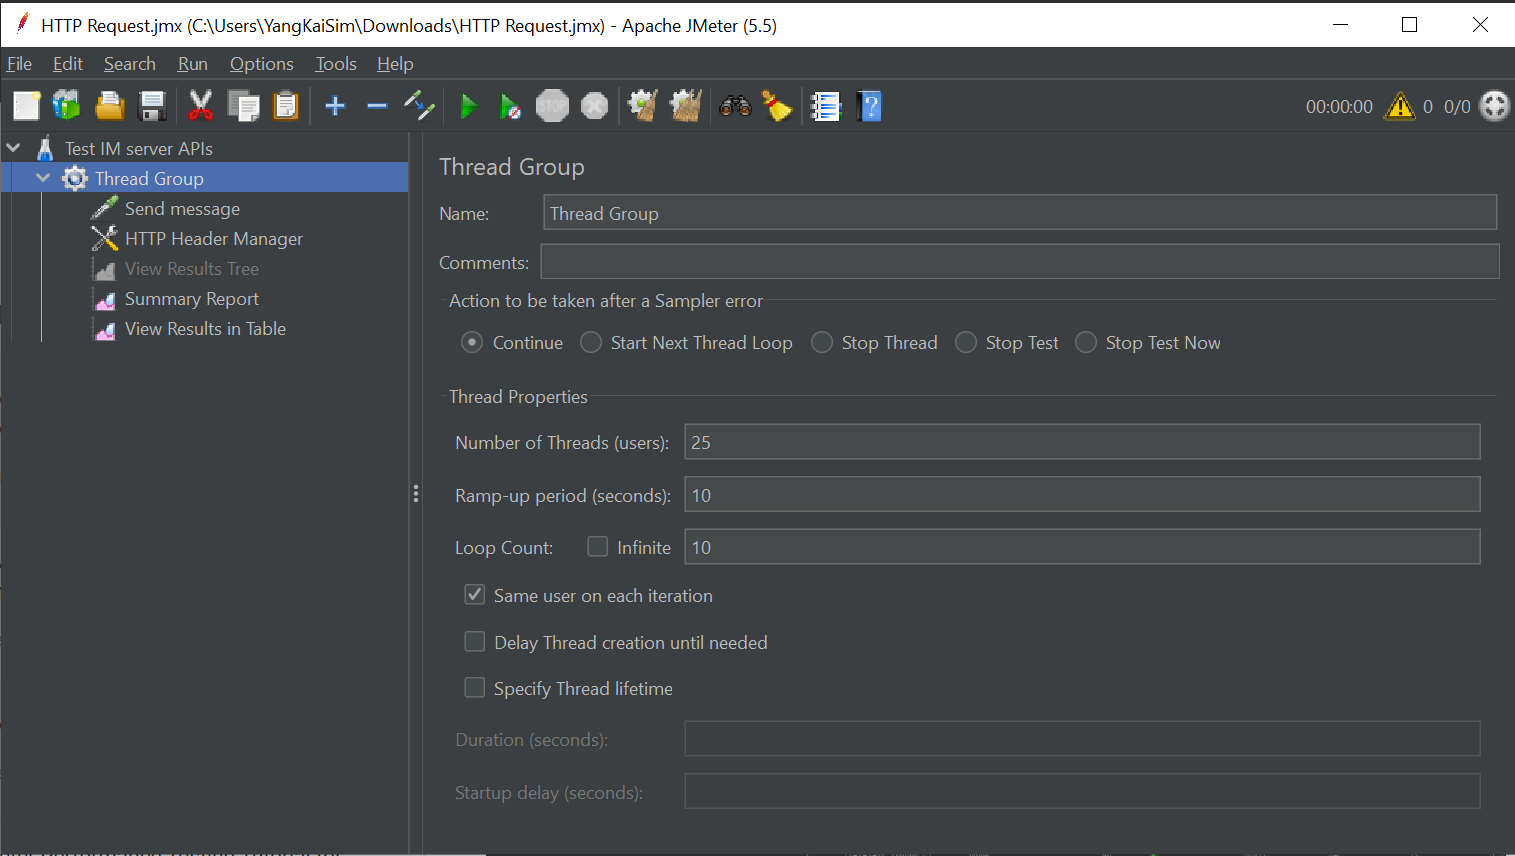 HTTP Request.jmx (C:\Users\YangKaiSim\Downloads\HTTP Request.jmx) - Apache JMeter (5.5)
File Edit Search Run Options Tools Help
STOP 00:00:00 0 0/0
Test IM server APIs
Thread Group
Send message
HTTP Header Manager
View Results Tree
Summary Report
View Results in Table
Thread Group
Name: Thread Group
Comments:
Action to be taken after a Sampler error
Continue Start Next Thread Loop Stop Thread Stop Test Stop Test Now
Thread Properties
Number of Threads (users): 25
Ramp-up period (seconds): 10
Loop Count: Infinite 10
Same user on each iteration
Delay Thread creation until needed
Specify Thread lifetime
Duration (seconds):
Startup delay (seconds):